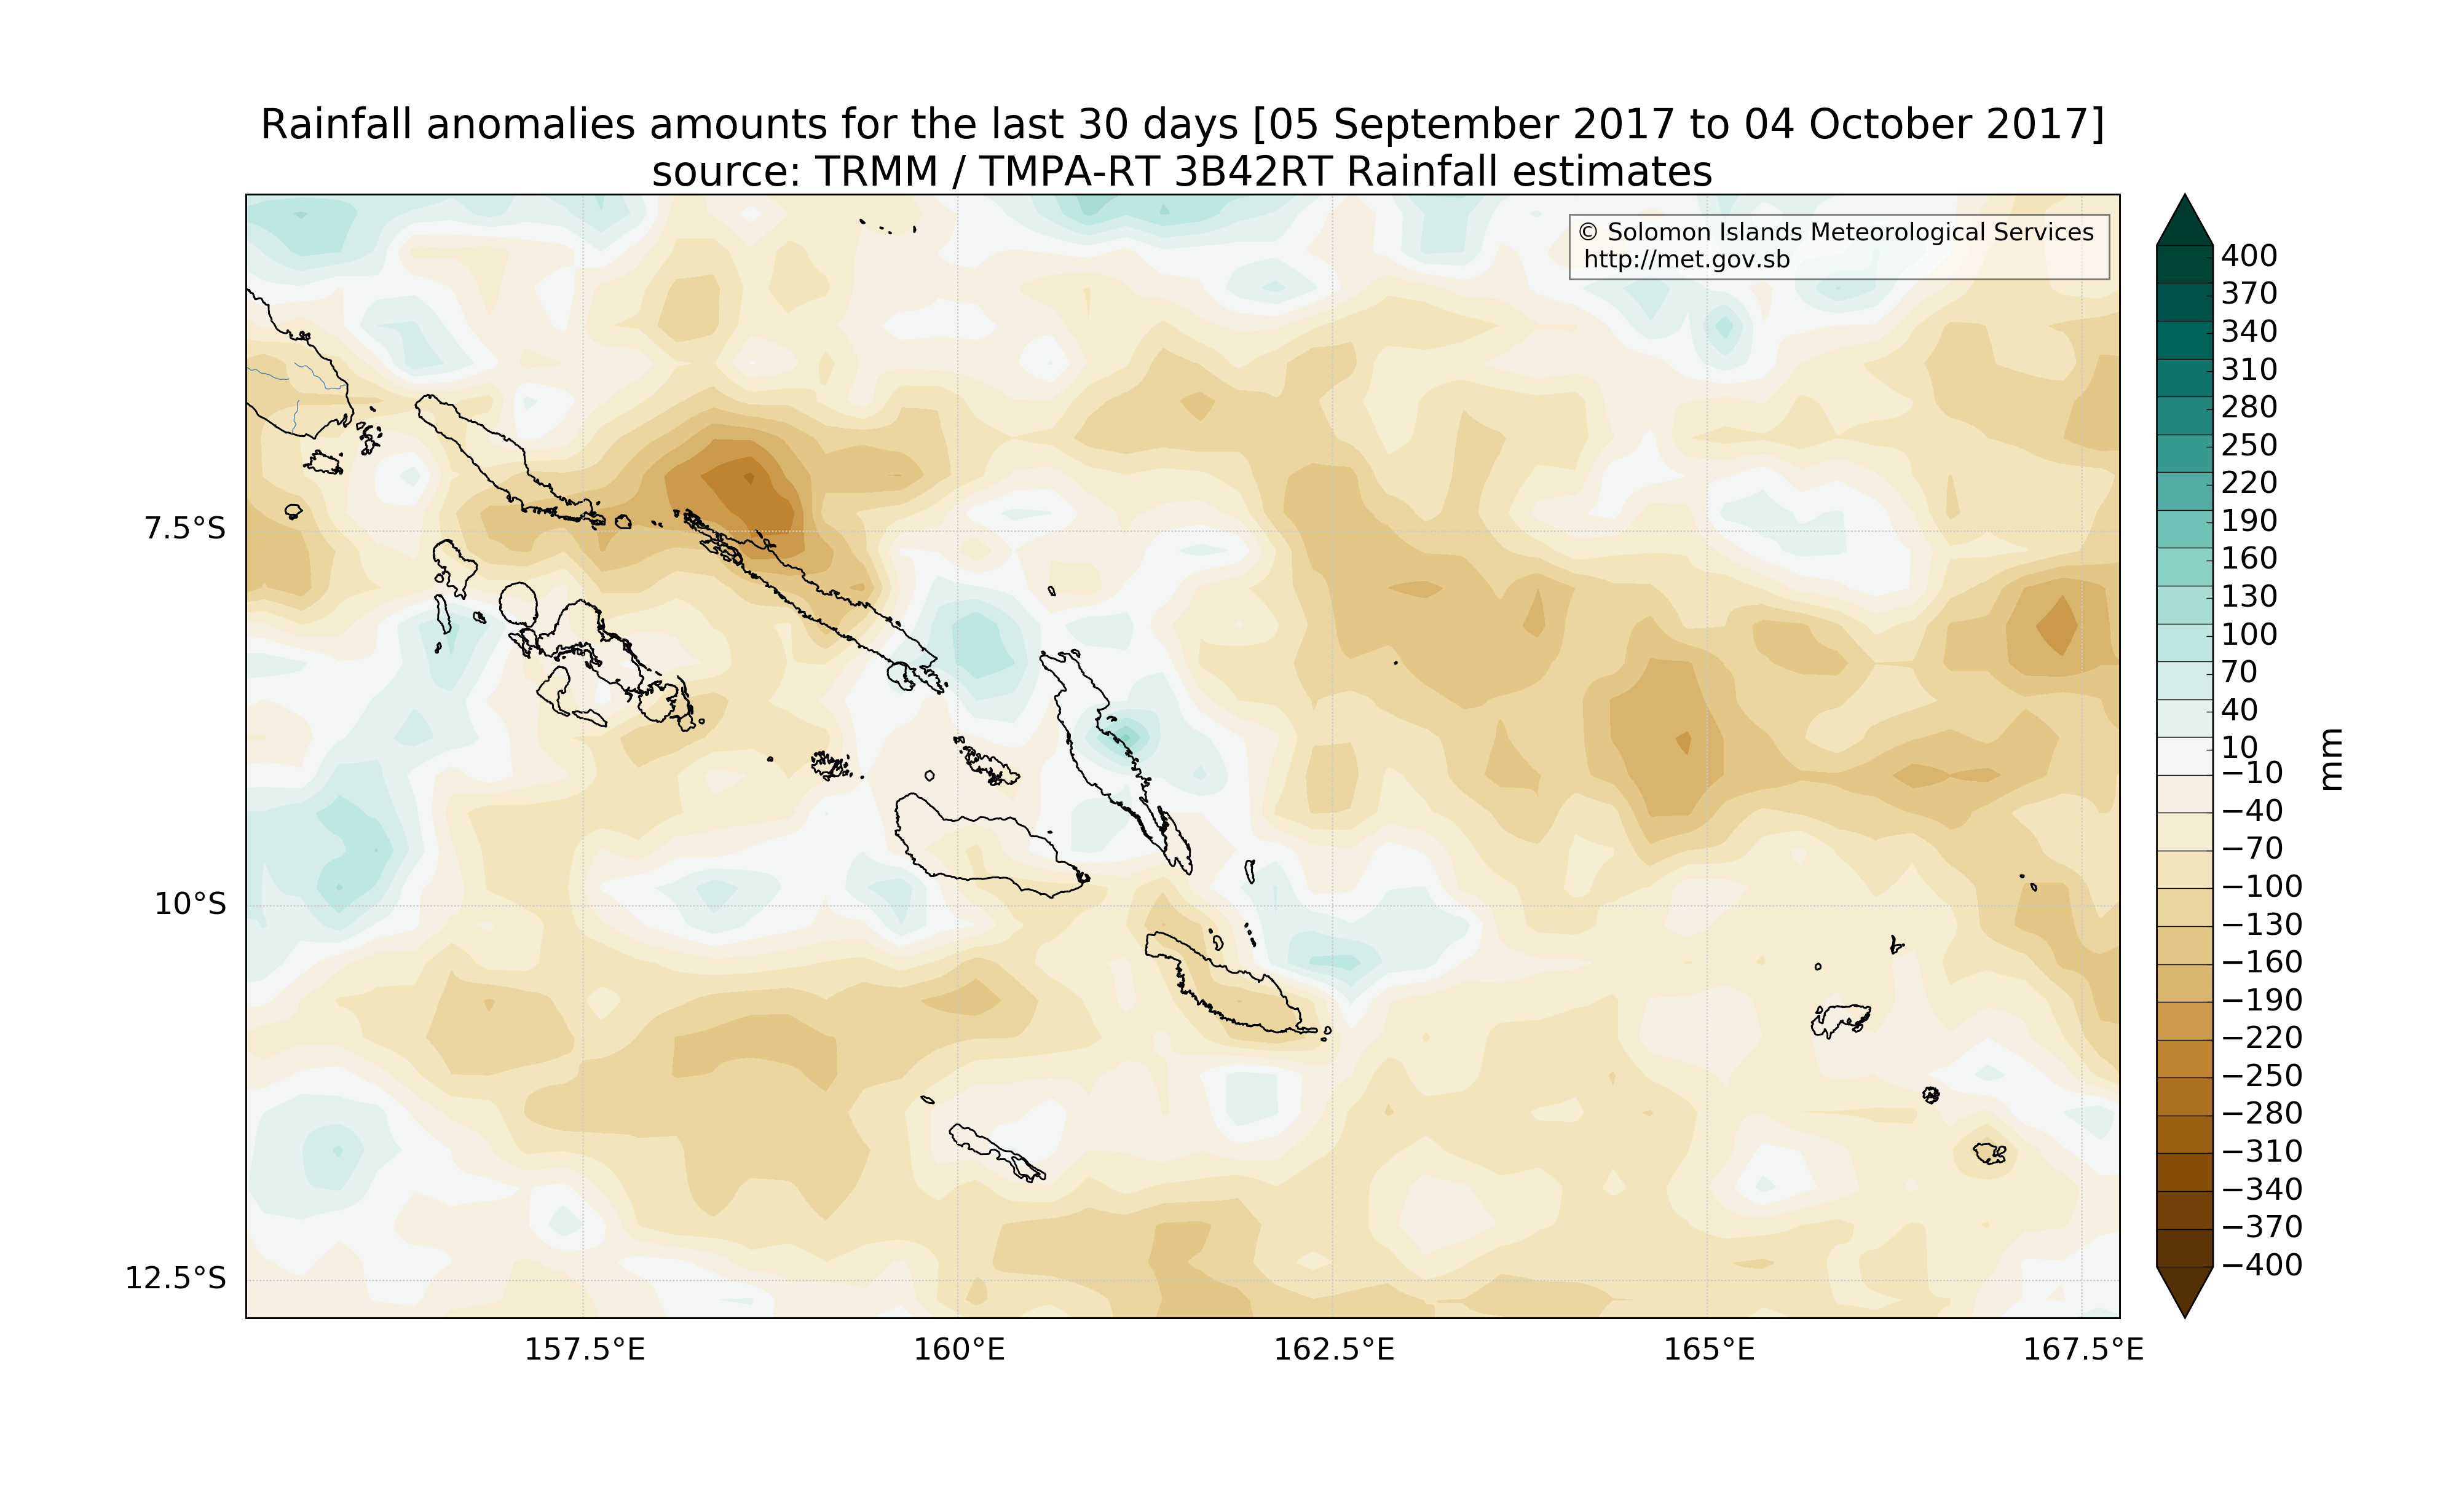 Rainfall anomalies amounts for the last 30 days [05 September 2017 to 04 October 2017]
source: TRMM / TMPA-RT 3B42RT Rainfall estimates
© Solomon Islands Meteorological Services
http://met.gov.sb
7.5°S
10°S
12.5°S
157.5°E
160°E
162.5°E
165°E
167.5°E
400
370
340
310
280
250
220
190
160
130
100
70
40
10
−10
−40
−70
−100
−130
−160
−190
−220
−250
−280
−310
−340
−370
−400
mm